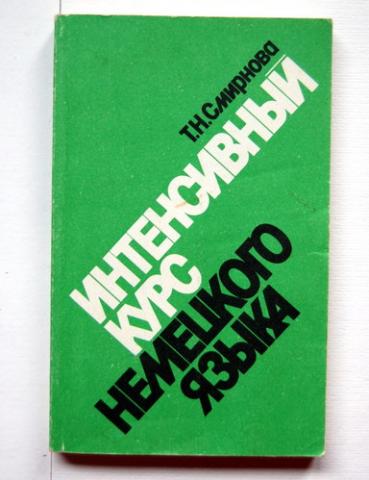 Т.Н.Смирнова
ИНТЕНСИВНЫЙ
КУРС
НЕМЕЦКОГО
ЯЗЫКА